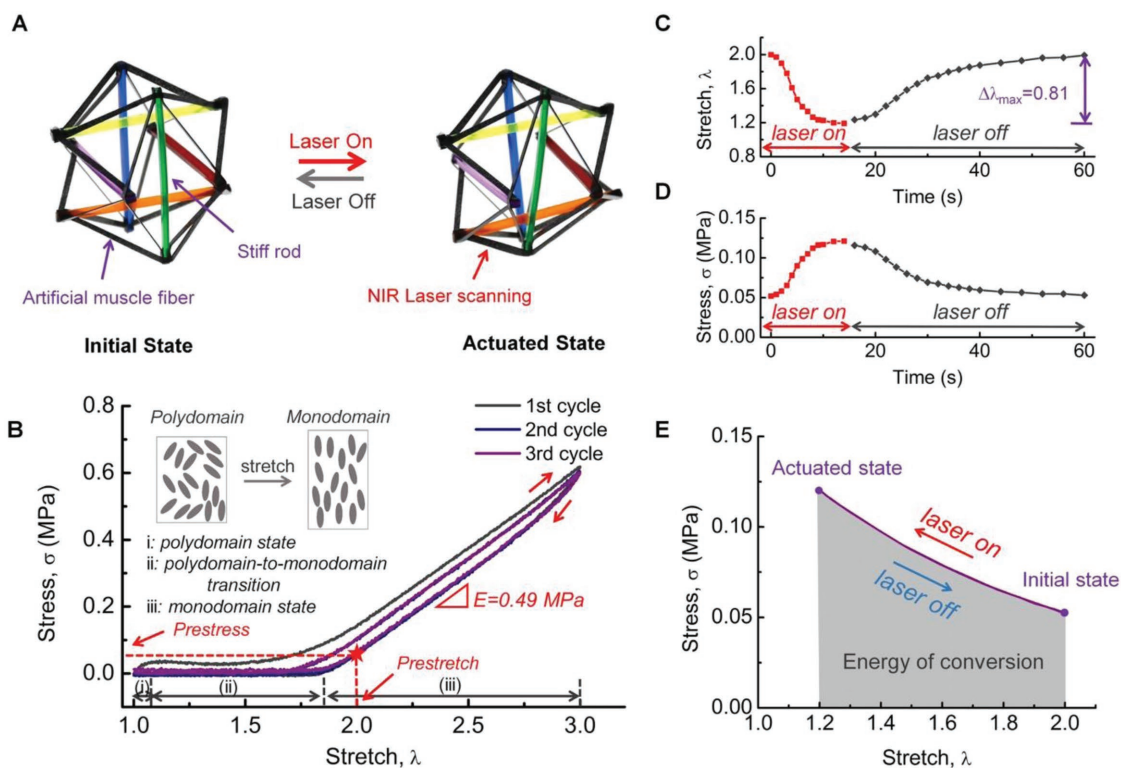 A
Laser On
Laser Off
Stiff rod
Artificial muscle fiber
NIR Laser scanning
Initial State
Actuated State
B
0.8
0.6
0.4
0.2
0.0
Stress, σ (MPa)
Polydomain
Monodomain
stretch
1st cycle
2nd cycle
3rd cycle
i: polydomain state
ii: polydomain-to-monodomain
transition
iii: monodomain state
E=0.49 MPa
Prestress
Prestretch
(i)
(ii)
(iii)
1.0
1.5
2.0
2.5
3.0
Stretch, λ
C
2.4
2.0
1.6
1.2
0.8
Stretch, λ
Δλmax=0.81
laser on
laser off
0
20
40
60
Time (s)
D
0.15
0.10
0.05
0.00
Stress, σ (MPa)
laser on
laser off
0
20
40
60
Time (s)
E
0.15
0.10
0.05
0.00
Stress, σ (MPa)
Actuated state
laser on
laser off
Initial state
Energy of conversion
1.0
1.2
1.4
1.6
1.8
2.0
Stretch, λ